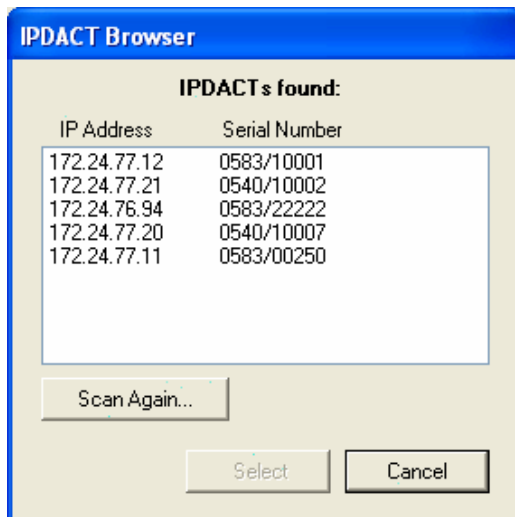 IPDACT Browser
IPDACTs found:
IP Address Serial Number
172.24.77.12 0583/10001
172.24.77.21 0540/10002
172.24.76.94 0583/22222
172.24.77.20 0540/10007
172.24.77.11 0583/00250
Scan Again...
Select Cancel